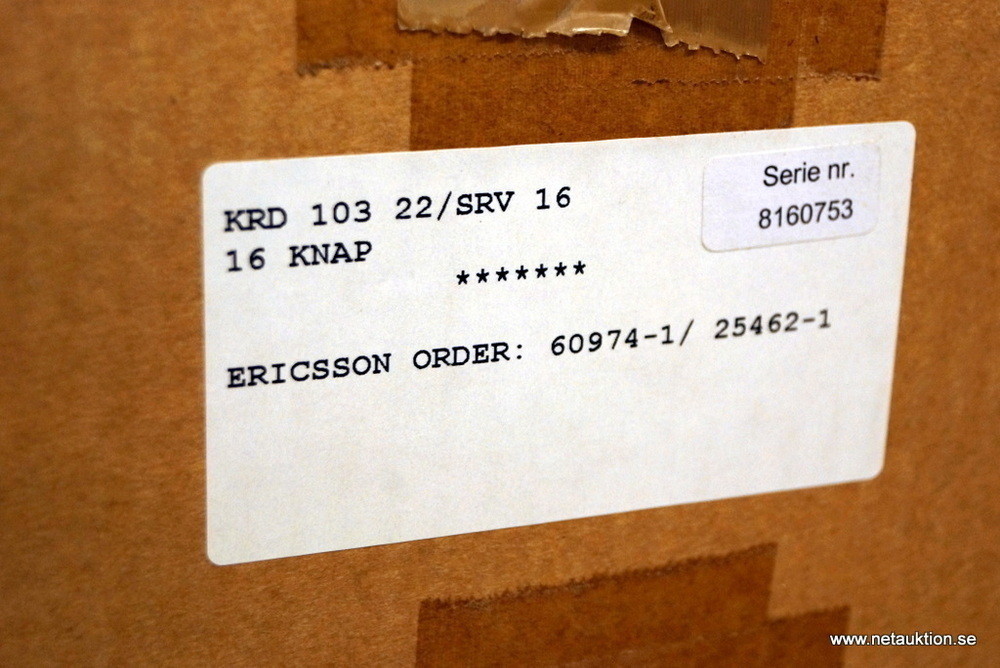 KRD 103 22/SRV 16
16 KNAP
*******
ERICSSON ORDER: 60974-1/ 25462-1
Serie nr.
8160753
www.netauktion.se